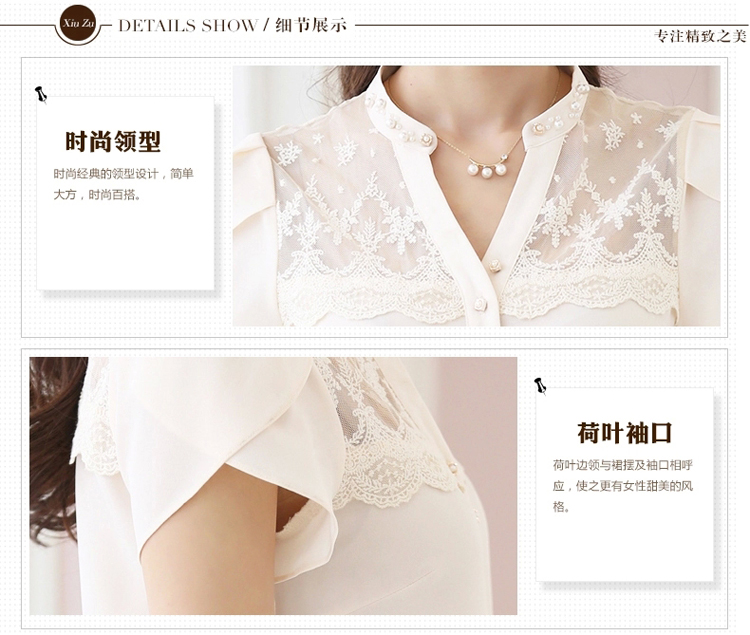 Xiu Zu
DETAILS SHOW / 细节展示
专注精致之美
时尚领型
时尚经典的领型设计，简单
大方，时尚百搭。
荷叶袖口
荷叶边领与裙摆及袖口相呼
应，使之更有女性甜美的风
格。